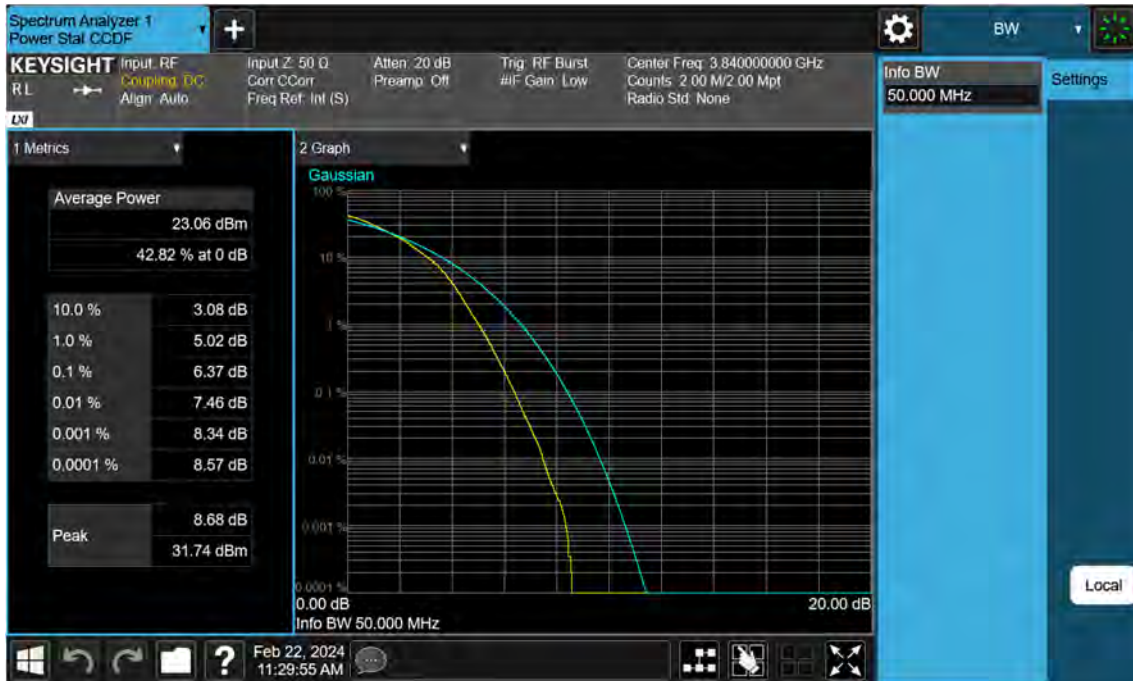 Spectrum Analyzer 1
Power Stat CCDF
BW
KEYSIGHT
RL
LXI
Input: RF
Coupling: DC
Align: Auto
Input Z: 50 Ω
Corr CCorr
Freq Ref: Int (S)
Atten: 20 dB
Preamp: Off
Trig: RF Burst
#IF Gain: Low
Center Freq: 3.840000000 GHz
Counts: 2.00 M/2.00 Mpt
Radio Std: None
Info BW
50.000 MHz
Settings
1 Metrics
Average Power
23.06 dBm
42.82 % at 0 dB
10.0 % 3.08 dB
1.0 % 5.02 dB
0.1 % 6.37 dB
0.01 % 7.46 dB
0.001 % 8.34 dB
0.0001 % 8.57 dB
Peak
8.68 dB
31.74 dBm
2 Graph
Gaussian
100 %
10 %
1 %
0.1 %
0.01 %
0.001 %
0.0001 %
0.00 dB 20.00 dB
Info BW 50.000 MHz
Local
?
Feb 22, 2024
11:29:55 AM